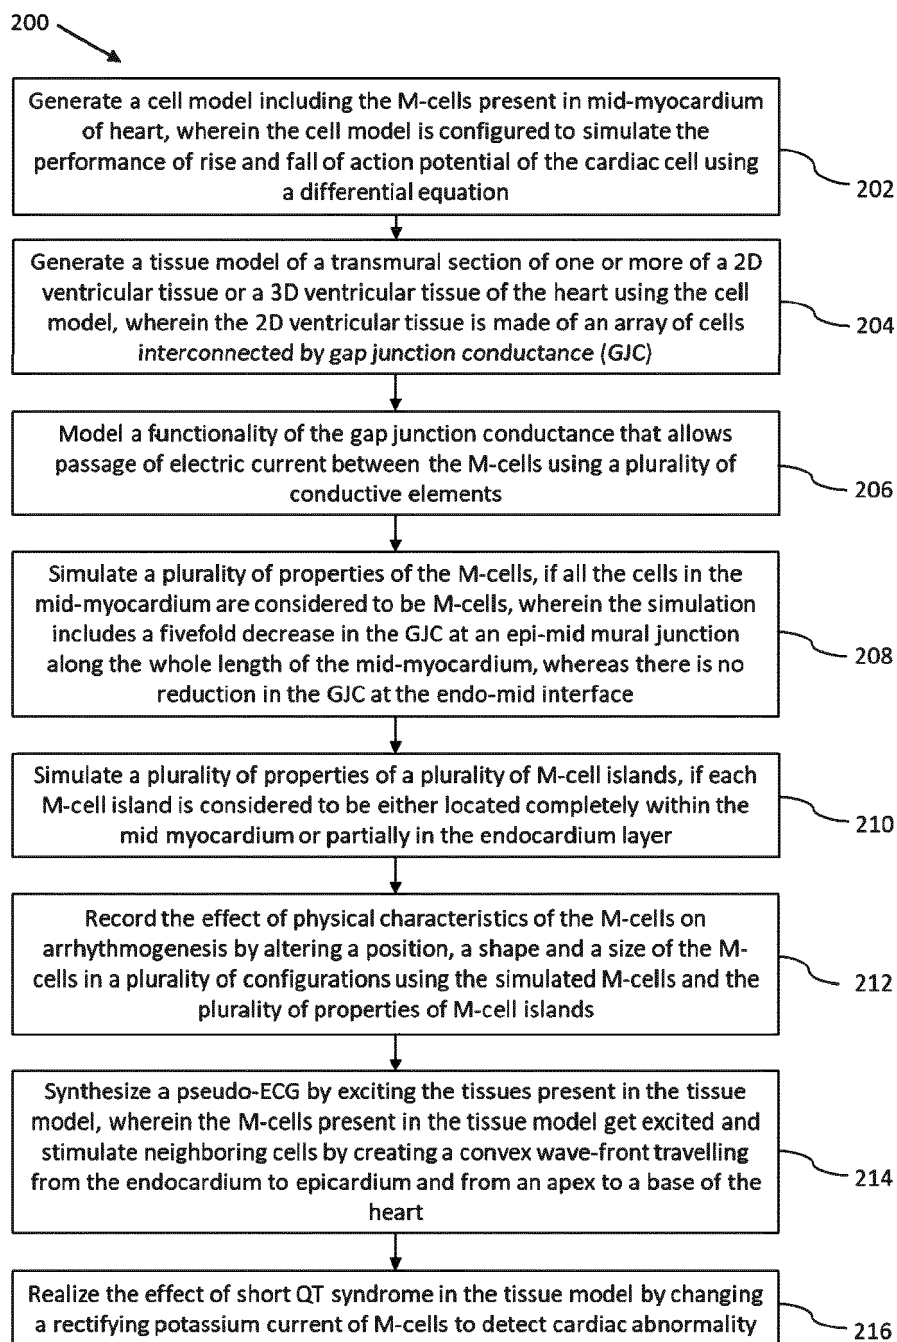 200
Generate a cell model including the M-cells present in mid-myocardium
of heart, wherein the cell model is configured to simulate the
performance of rise and fall of action potential of the cardiac cell using
a differential equation
202
Generate a tissue model of a transmural section of one or more of a 2D
ventricular tissue or a 3D ventricular tissue of the heart using the cell
model, wherein the 2D ventricular tissue is made of an array of cells
interconnected by gap junction conductance (GJC)
204
Model a functionality of the gap junction conductance that allows
passage of electric current between the M-cells using a plurality of
conductive elements
206
Simulate a plurality of properties of the M-cells, if all the cells in the
mid-myocardium are considered to be M-cells, wherein the simulation
includes a fivefold decrease in the GJC at an epi-mid mural junction
along the whole length of the mid-myocardium, whereas there is no
reduction in the GJC at the endo-mid interface
208
Simulate a plurality of properties of a plurality of M-cell islands, if each
M-cell island is considered to be either located completely within the
mid myocardium or partially in the endocardium layer
210
Record the effect of physical characteristics of the M-cells on
arrhythmogenesis by altering a position, a shape and a size of the M-
cells in a plurality of configurations using the simulated M-cells and the
plurality of properties of M-cell islands
212
Synthesize a pseudo-ECG by exciting the tissues present in the tissue
model, wherein the M-cells present in the tissue model get excited and
stimulate neighboring cells by creating a convex wave-front travelling
from the endocardium to epicardium and from an apex to a base of the
heart
214
Realize the effect of short QT syndrome in the tissue model by changing
a rectifying potassium current of M-cells to detect cardiac abnormality
216